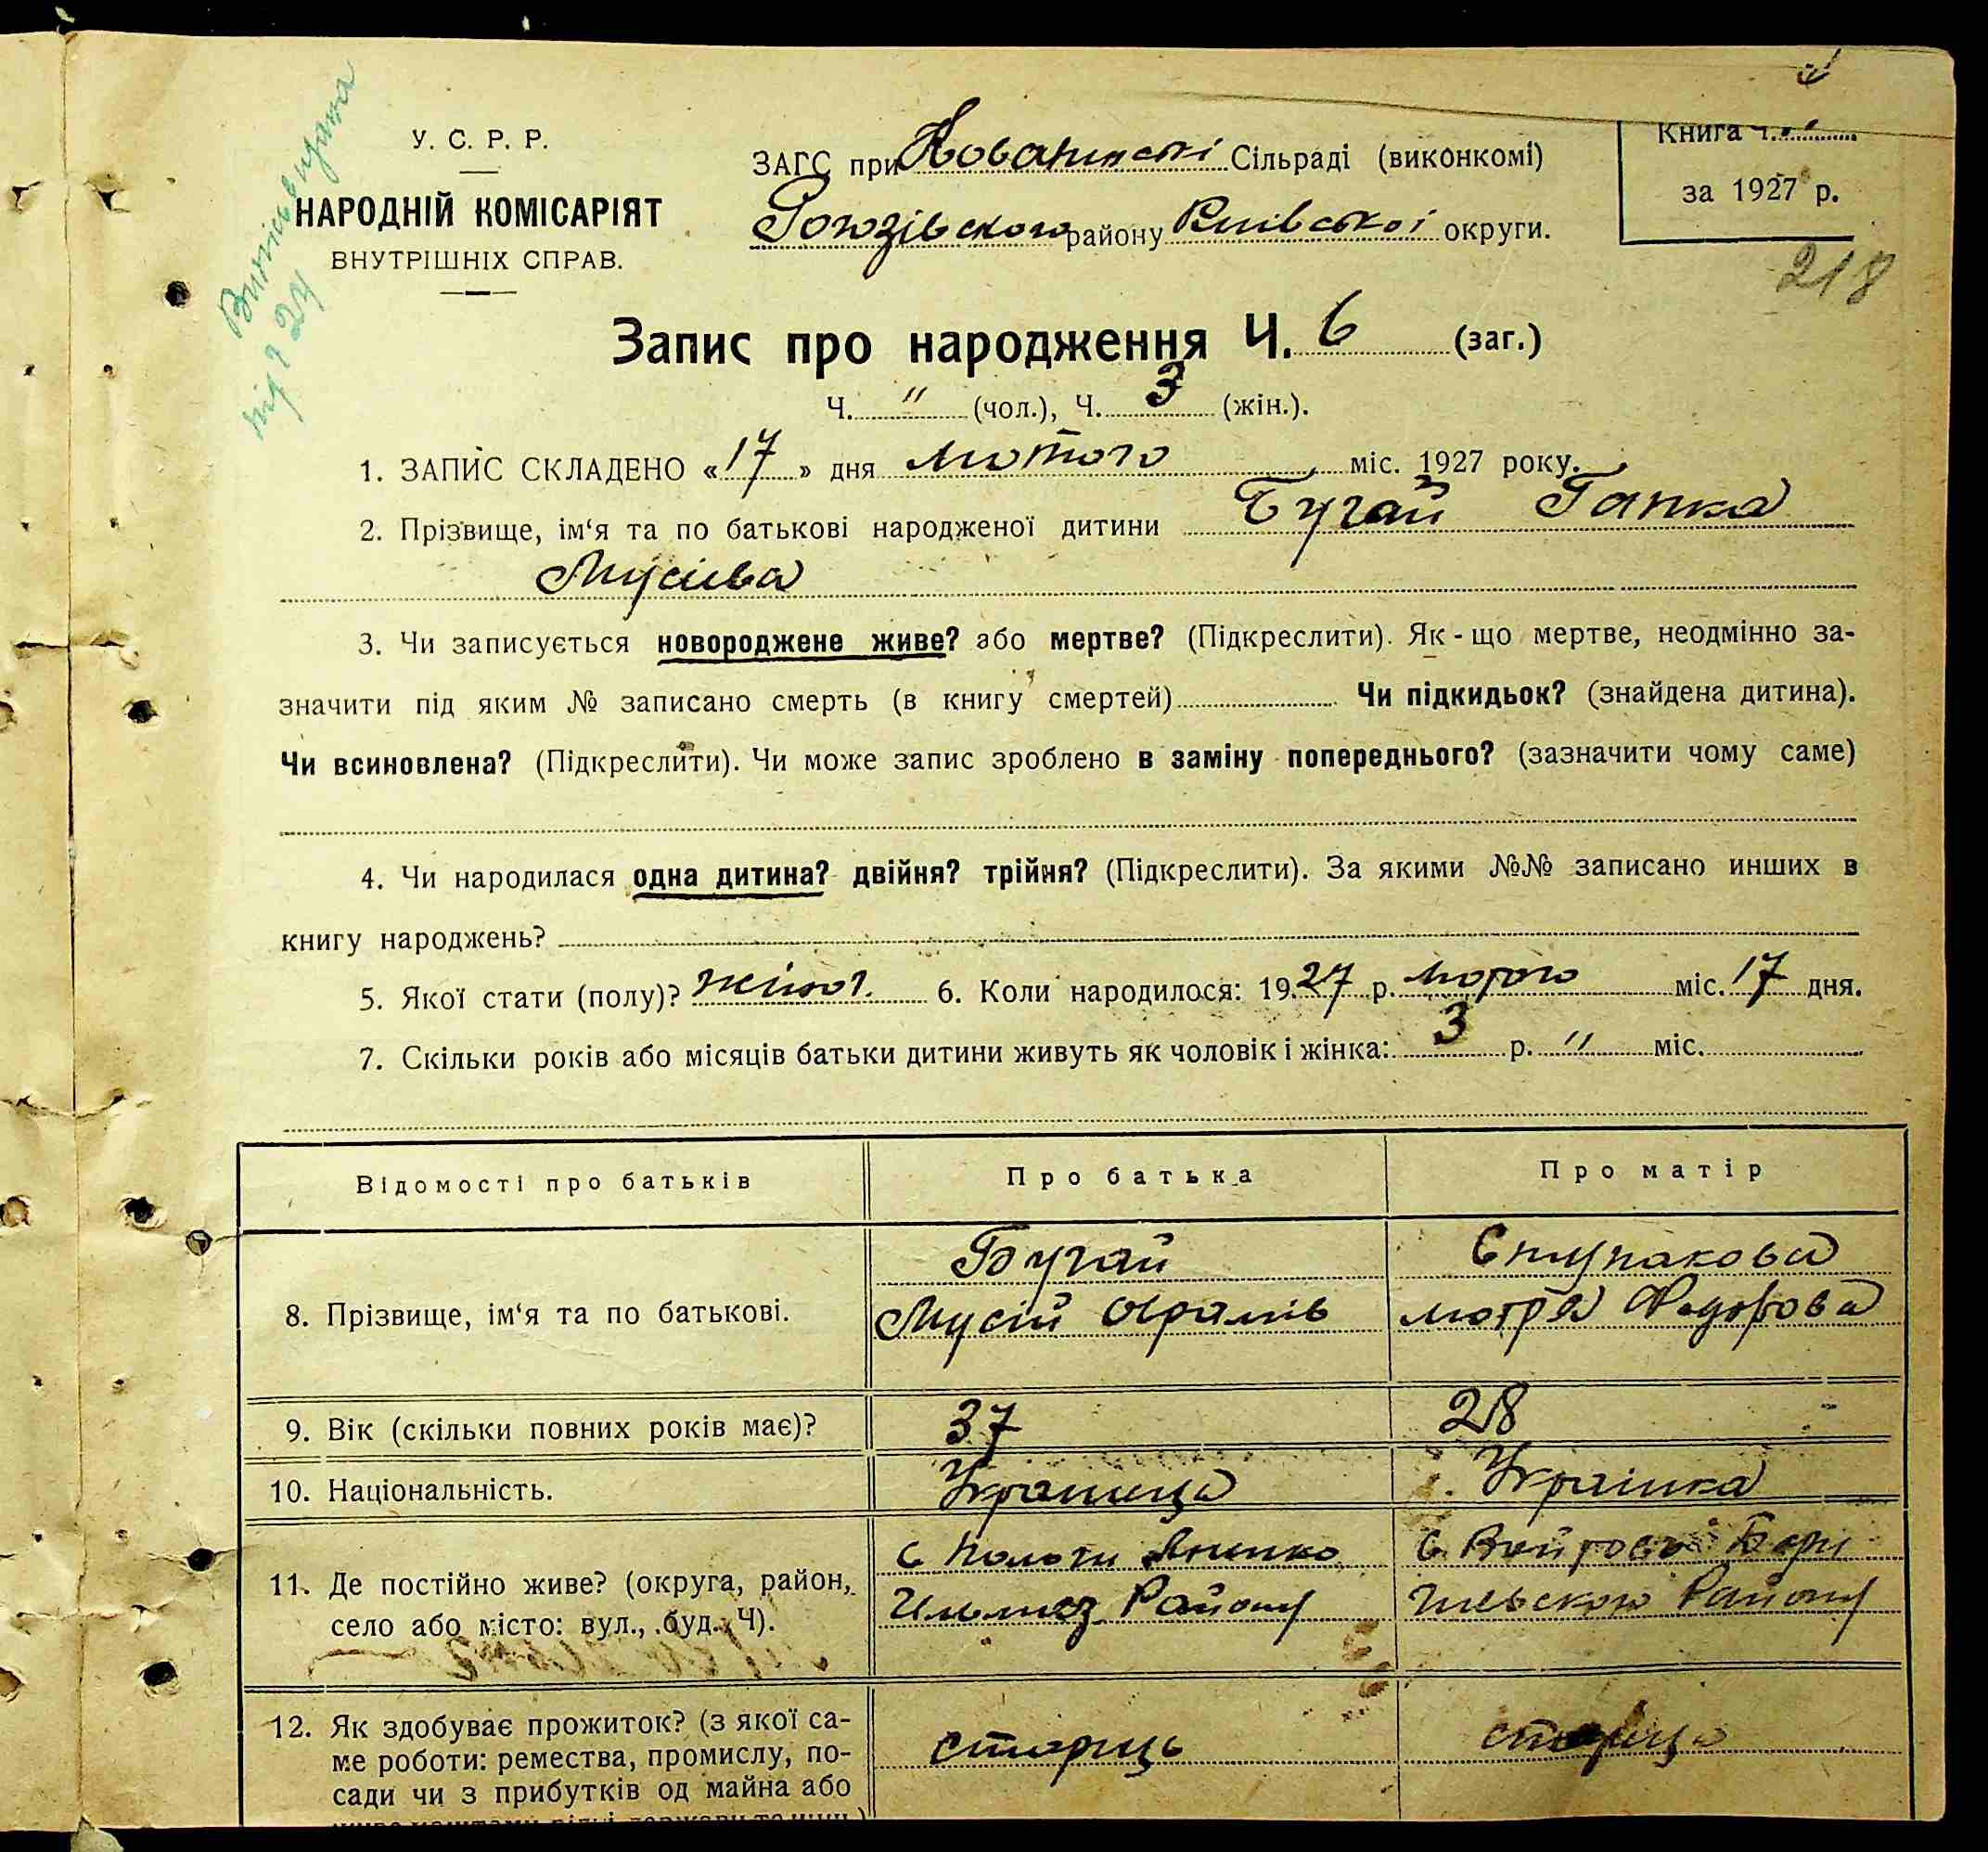 У. С. Р. Р.
НАРОДНІЙ КОМІСАРІЯТ
ВНУТРІШНІХ СПРАВ.
ЗАГС при Сільраді (виконкомі)
району Київської округи.
Книга ч.
за 1927 р.
218
Запис про народження Ч. 6 (заг.)
Ч. " (чол.), Ч. 3 (жін.).
1. ЗАПИС СКЛАДЕНО «17» дня лютого міс. 1927 року.
2. Прізвище, ім‘я та по батькові народженої дитини Бугай Гапка
Мусієва
3. Чи записується новороджене живе? або мертве? (Підкреслити). Як-що мертве, неодмінно за-
значити під яким № записано смерть (в книгу смертей) Чи підкидьок? (знайдена дитина).
Чи всиновлена? (Підкреслити). Чи може запис зроблено в заміну попереднього? (зазначити чому саме)
4. Чи народилася одна дитина? двійня? трійня? (Підкреслити). За якими №№ записано инших в
книгу народжень?
5. Якої стати (полу)? жіноч. 6. Коли народилося: 1927 р. лютого міс. 17 дня.
7. Скільки років або місяців батьки дитини живуть як чоловік і жінка: 3 р. " міс.
Відомості про батьків Про батька Про матір
8. Прізвище, ім‘я та по батькові.
Бугай
Мусій
Ступакова
Мотря Федорова
9. Вік (скільки повних років має)? 37 28
10. Національність. Українка
11. Де постійно живе? (округа, район,
село або місто: вул., буд., Ч).
с
Району
с
Району
12. Як здобуває прожиток? (з якої са-
ме роботи: ремества, промислу, по-
сади чи з прибутків од майна або
старець